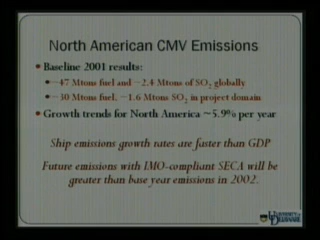 North American CMV Emissions
• Baseline 2001 results:
• ~47 Mtons fuel and ~2.4 Mtons of SO₂ globally
• ~30 Mtons fuel, ~1.6 Mtons SO₂ in project domain
• Growth trends for North America ~5.9% per year
Ship emissions growth rates are faster than GDP
Future emissions with IMO-compliant SECA will be
greater than base year emissions in 2002.
University of
Delaware